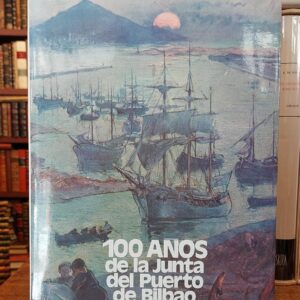 100 AÑOS
de la Junta
del Puerto
de Bilbao